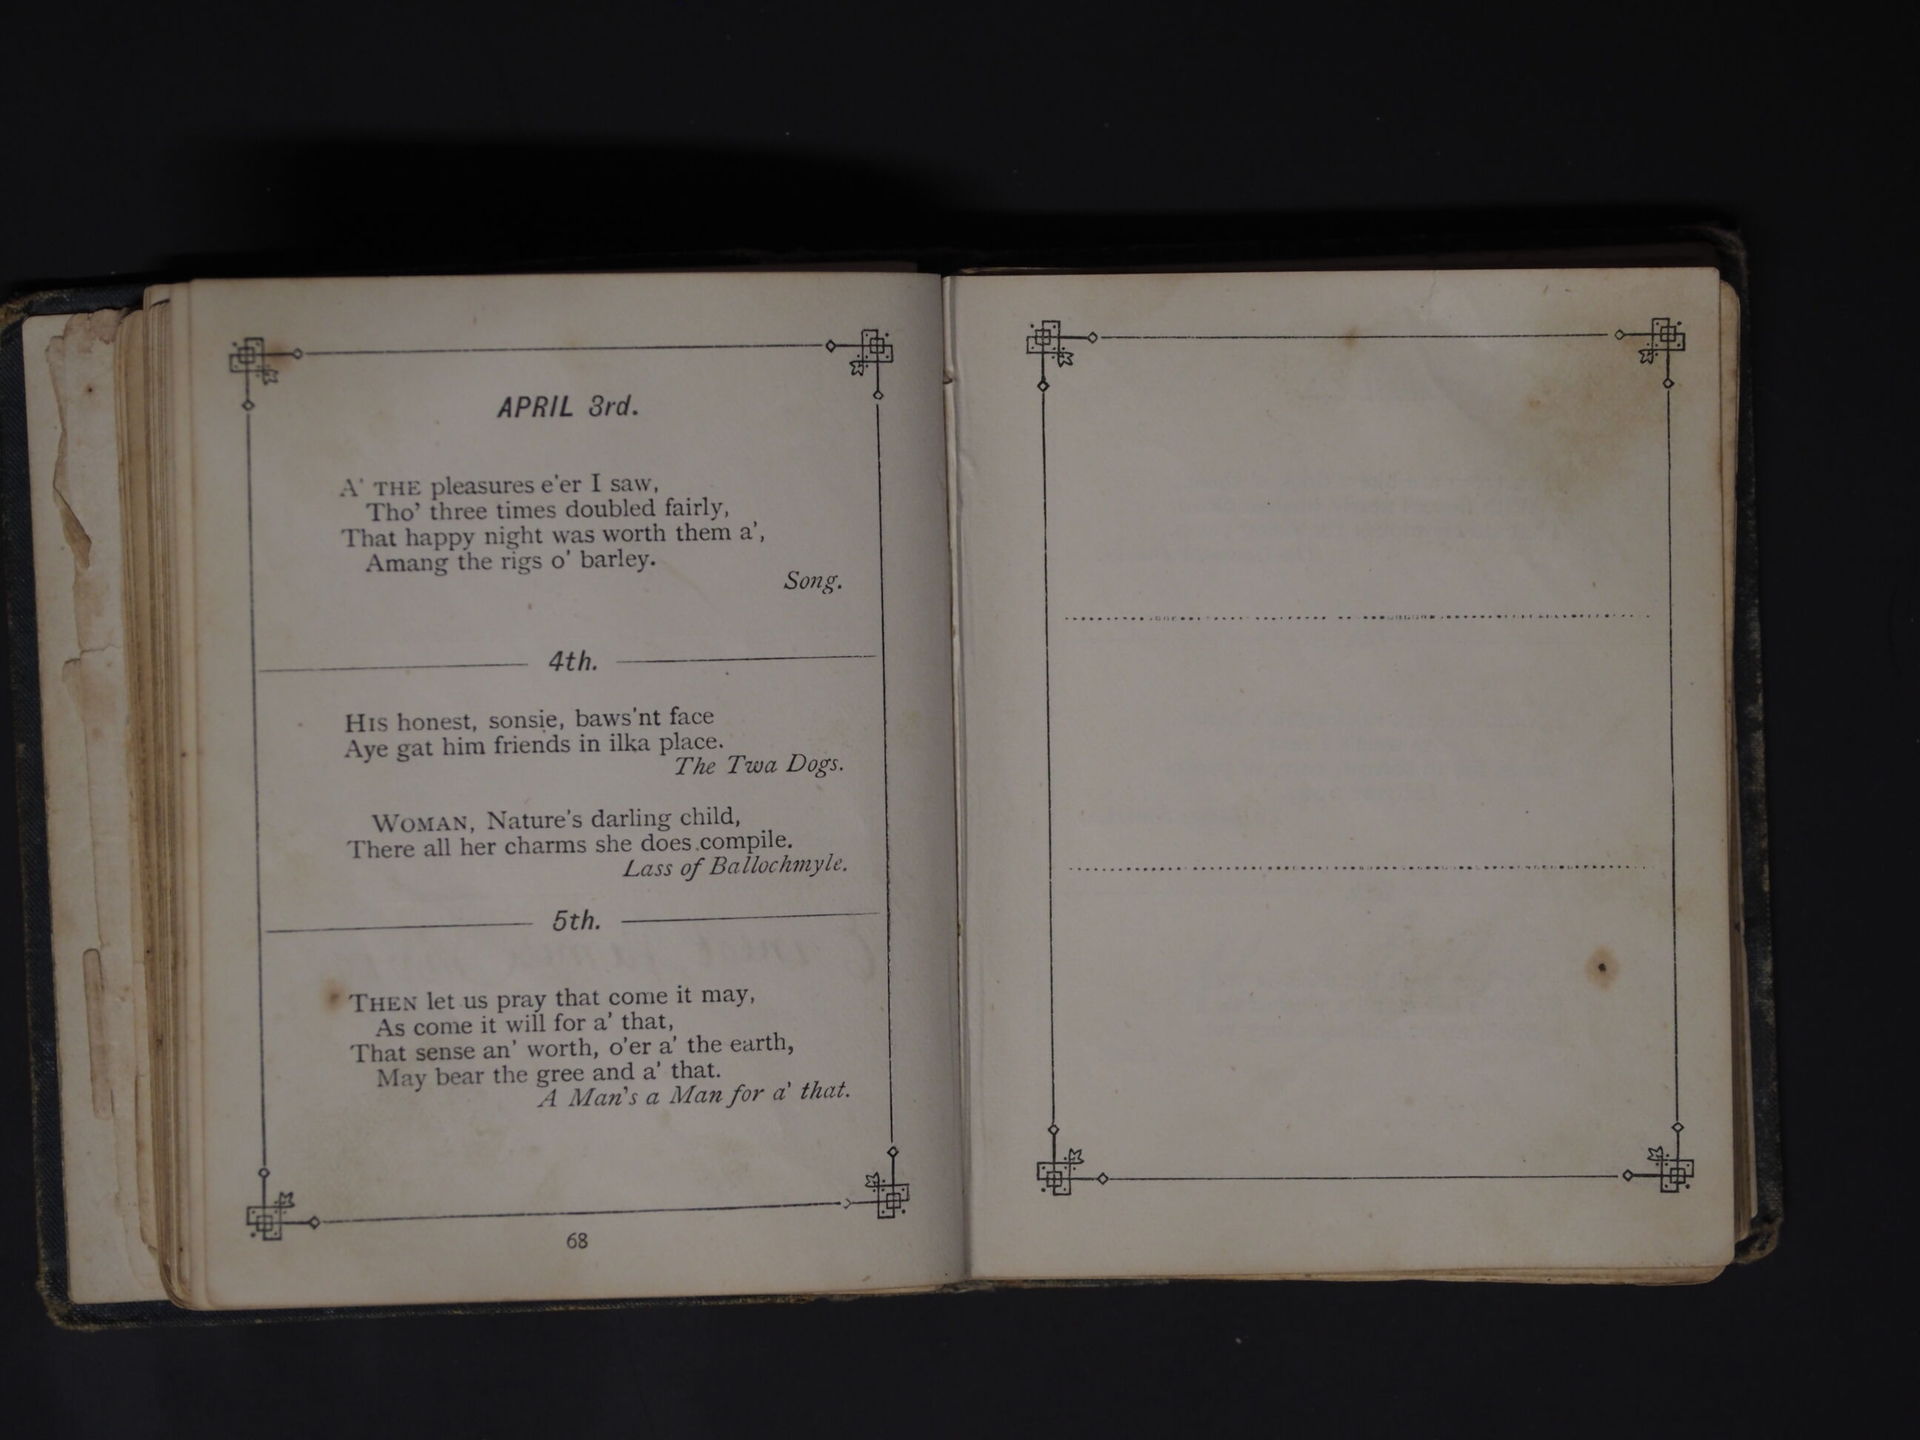 APRIL 3rd.
A' THE pleasures e'er I saw,
Tho' three times doubled fairly,
That happy night was worth them a',
Amang the rigs o' barley.
Song.
4th.
HIS honest, sonsie, baws'nt face
Aye gat him friends in ilka place.
The Twa Dogs.
WOMAN, Nature's darling child,
There all her charms she does compile.
Lass of Ballochmyle.
5th.
THEN let us pray that come it may,
As come it will for a' that,
That sense an' worth, o'er a' the earth,
May bear the gree and a' that.
A Man's a Man for a' that.
68